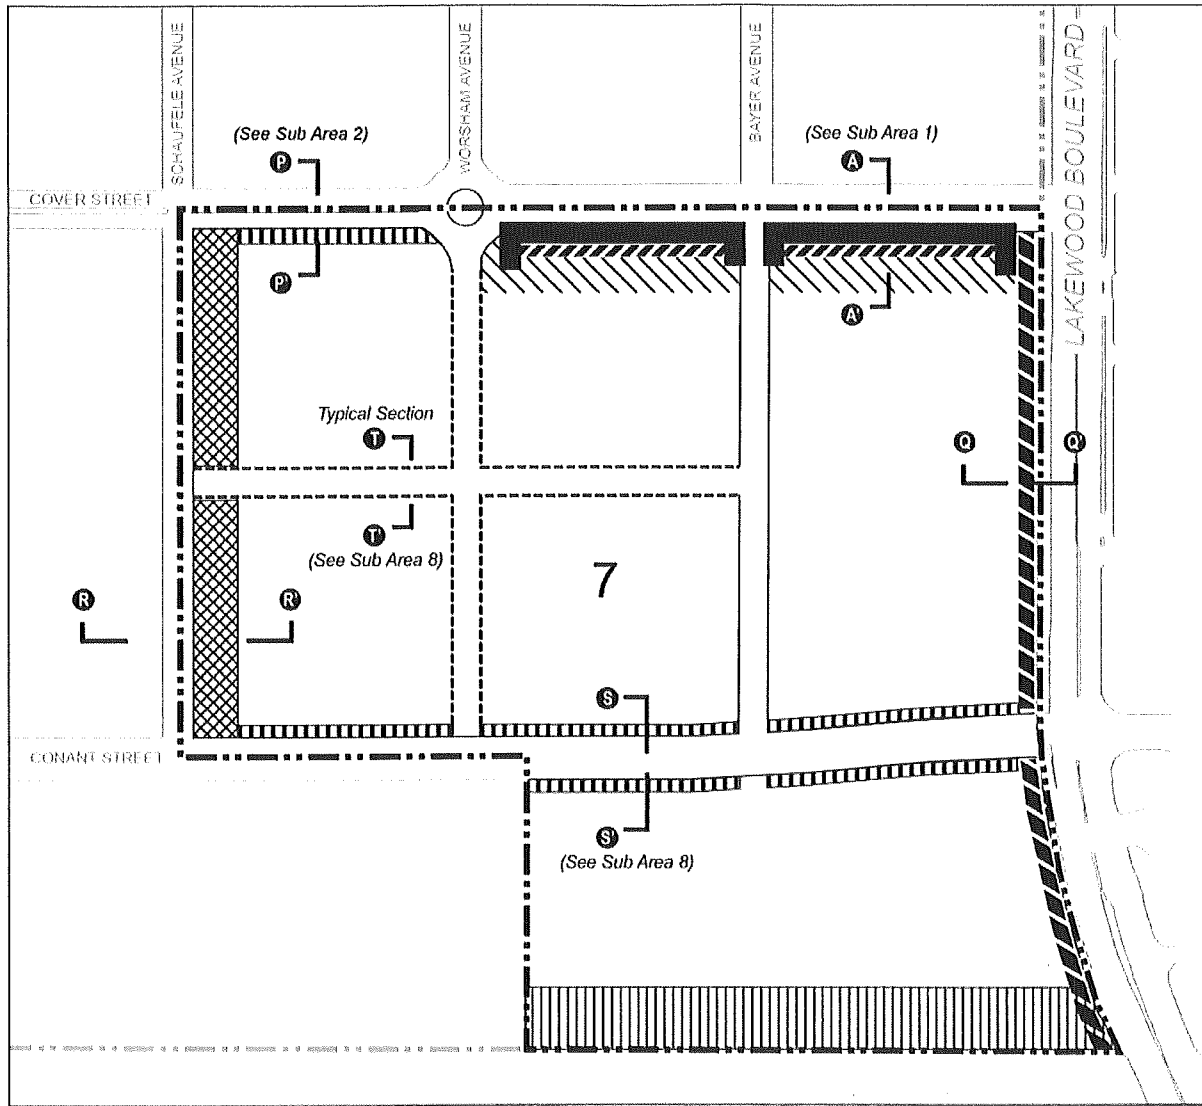 SCHAUFELE AVENUE
WORSHAM AVENUE
BAYER AVENUE
LAKEWOOD BOULEVARD
(See Sub Area 2)
(See Sub Area 1)
P
A
COVER STREET
P'
A'
Typical Section
T
Q
Q'
T'
(See Sub Area 8)
7
R
R'
S
CONANT STREET
S'
(See Sub Area 8)